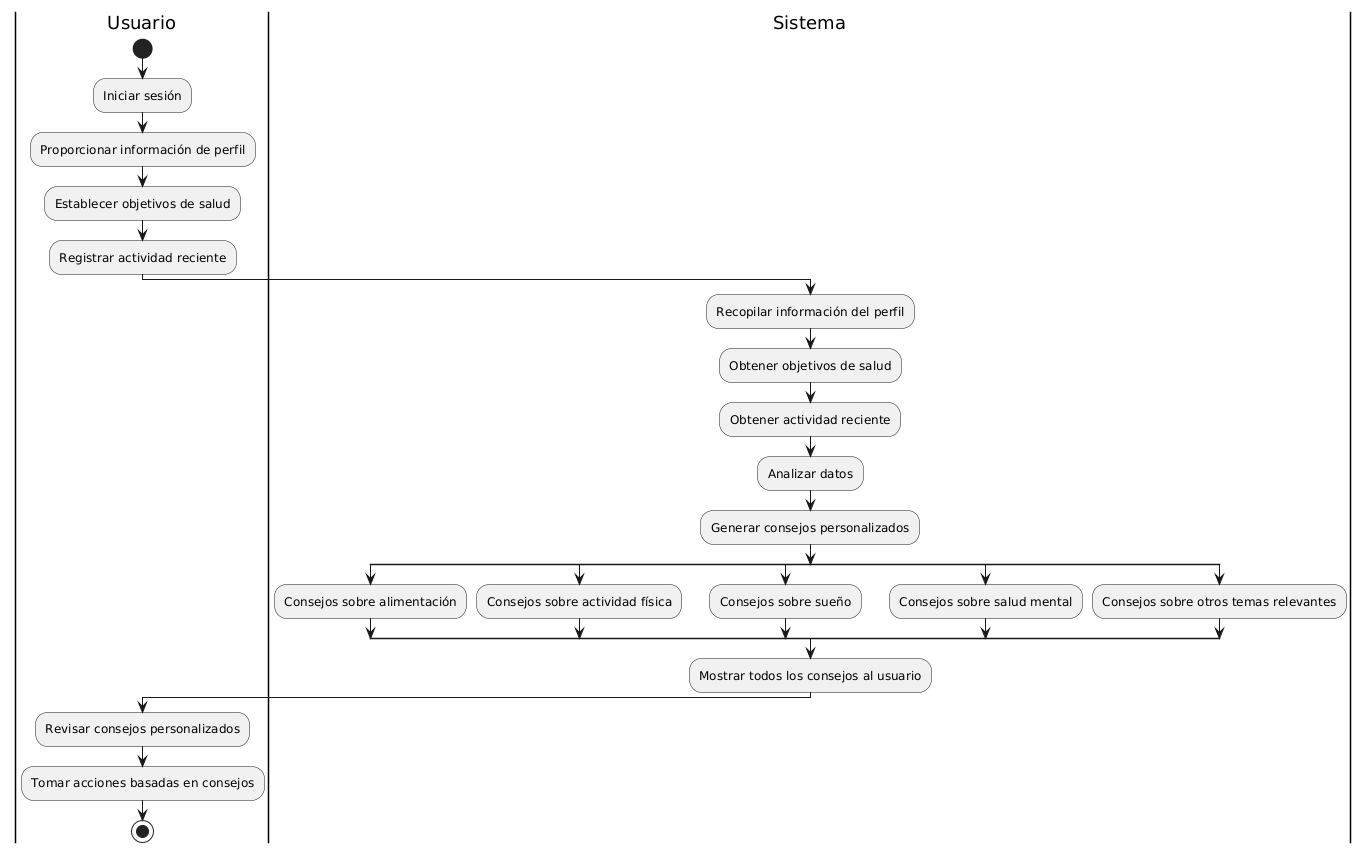 Usuario
Sistema
Iniciar sesión
Proporcionar información de perfil
Establecer objetivos de salud
Registrar actividad reciente
Recopilar información del perfil
Obtener objetivos de salud
Obtener actividad reciente
Analizar datos
Generar consejos personalizados
Consejos sobre alimentación
Consejos sobre actividad física
Consejos sobre sueño
Consejos sobre salud mental
Consejos sobre otros temas relevantes
Mostrar todos los consejos al usuario
Revisar consejos personalizados
Tomar acciones basadas en consejos